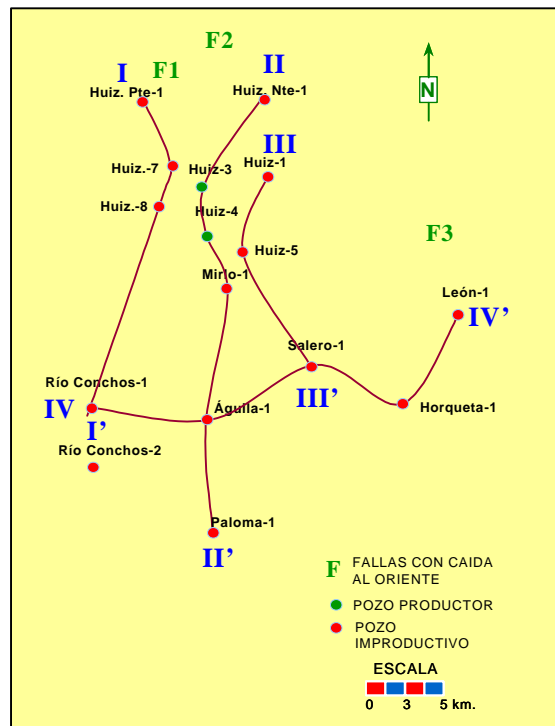 F2
I
F1
II
Huiz. Pte-1
Huiz. Nte-1
N
III
Huiz.-7
Huiz-3
Huiz-1
Huiz.-8
Huiz-4
Huiz-5
F3
Mirlo-1
León-1
IV’
Salero-1
Río Conchos-1
IV
I’
Águila-1
III’
Horqueta-1
Río Conchos-2
Paloma-1
II’
F FALLAS CON CAIDA
AL ORIENTE
POZO PRODUCTOR
POZO
IMPRODUCTIVO
ESCALA
0 3 5 km.